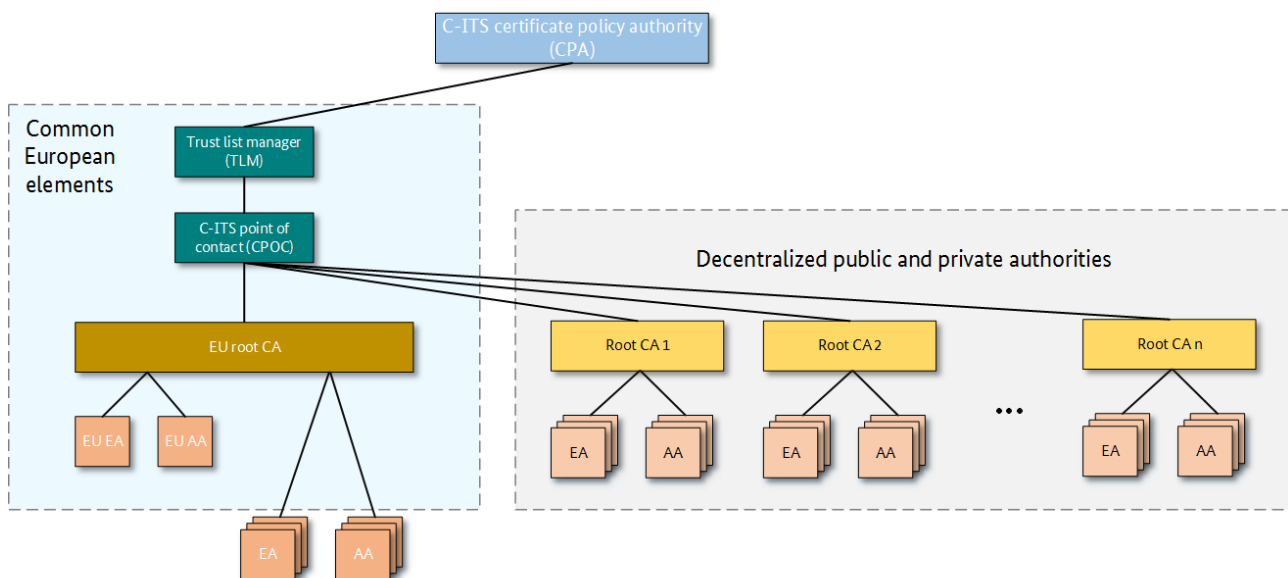 C-ITS certificate policy authority
(CPA)
Common
European
elements
Trust list manager
(TLM)
C-ITS point of
contact (CPOC)
Decentralized public and private authorities
EU root CA
Root CA 1
Root CA 2
Root CA n
EU EA
EU AA
...
EA
AA
EA
AA
EA
AA
EA
AA